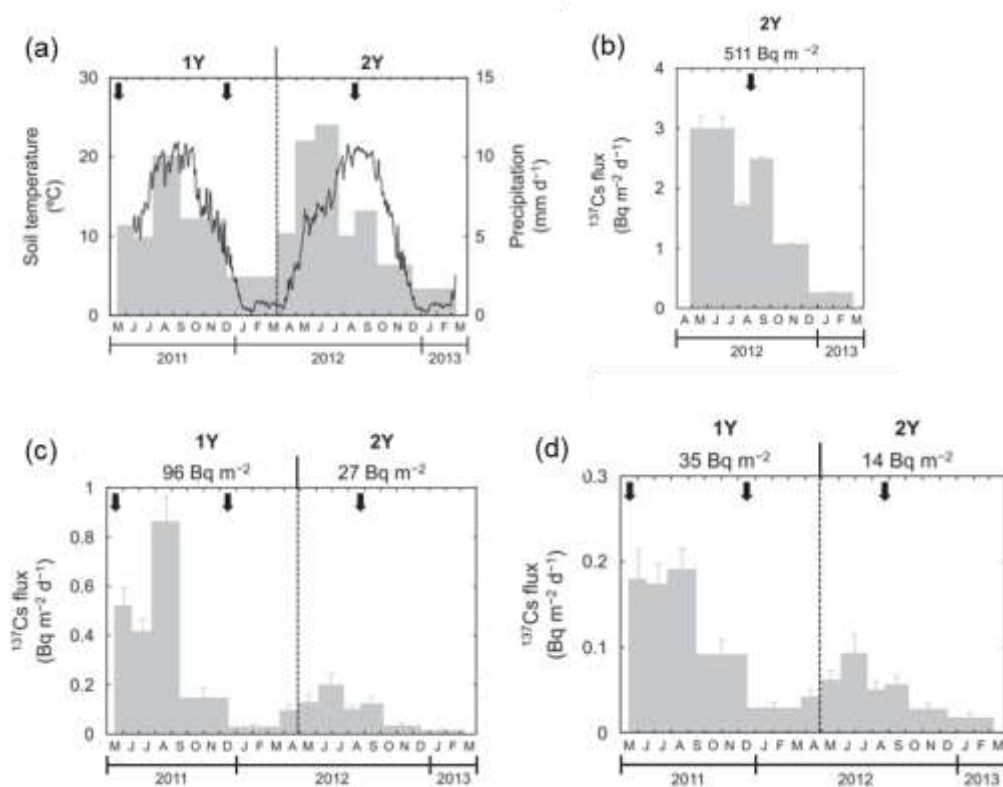 (a)
1Y 2Y
30 15
20 10
10 5
0 0
Soil temperature
(ºC)
Precipitation
(mm d⁻¹)
M J J A S O N D J F M A M J J A S O N D J F M
2011 2012 2013
(b)
2Y
511 Bq m⁻²
4
3
2
1
0
¹³⁷Cs flux
(Bq m⁻² d⁻¹)
A M J J A S O N D J F M
2012 2013
(c)
1Y 2Y
96 Bq m⁻² 27 Bq m⁻²
1
0.8
0.6
0.4
0.2
0
¹³⁷Cs flux
(Bq m⁻² d⁻¹)
M J J A S O N D J F M A M J J A S O N D J F M
2011 2012 2013
(d)
1Y 2Y
35 Bq m⁻² 14 Bq m⁻²
0.3
0.2
0.1
0
¹³⁷Cs flux
(Bq m⁻² d⁻¹)
M J J A S O N D J F M A M J J A S O N D J F M
2011 2012 2013